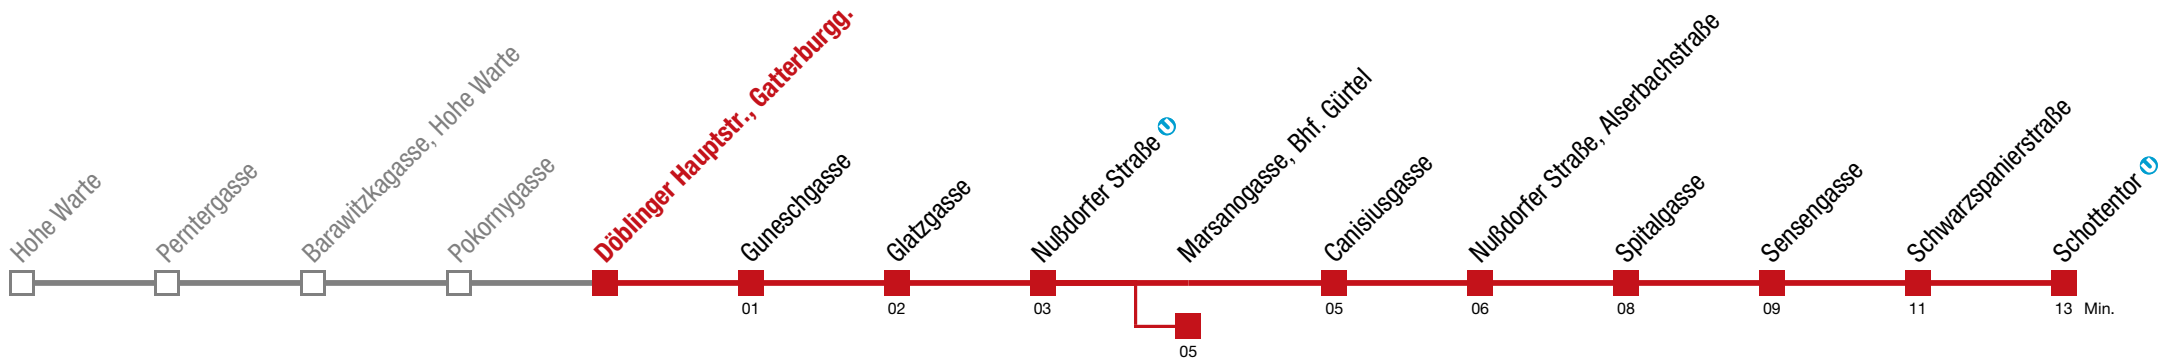 Hohe Warte
Perntergasse
Barawitzkagasse, Hohe Warte
Pokornygasse
Döblinger Hauptstr., Gatterburgg.
Guneschgasse
Glatzgasse
Nußdorfer Straße U
Marsanogasse, Bhf. Gürtel
Canisiusgasse
Nußdorfer Straße, Alserbachstraße
Spitalgasse
Sensengasse
Schwarzspanierstraße
Schottentor U
01 02 03 05 06 08 09 11 13 Min.
05